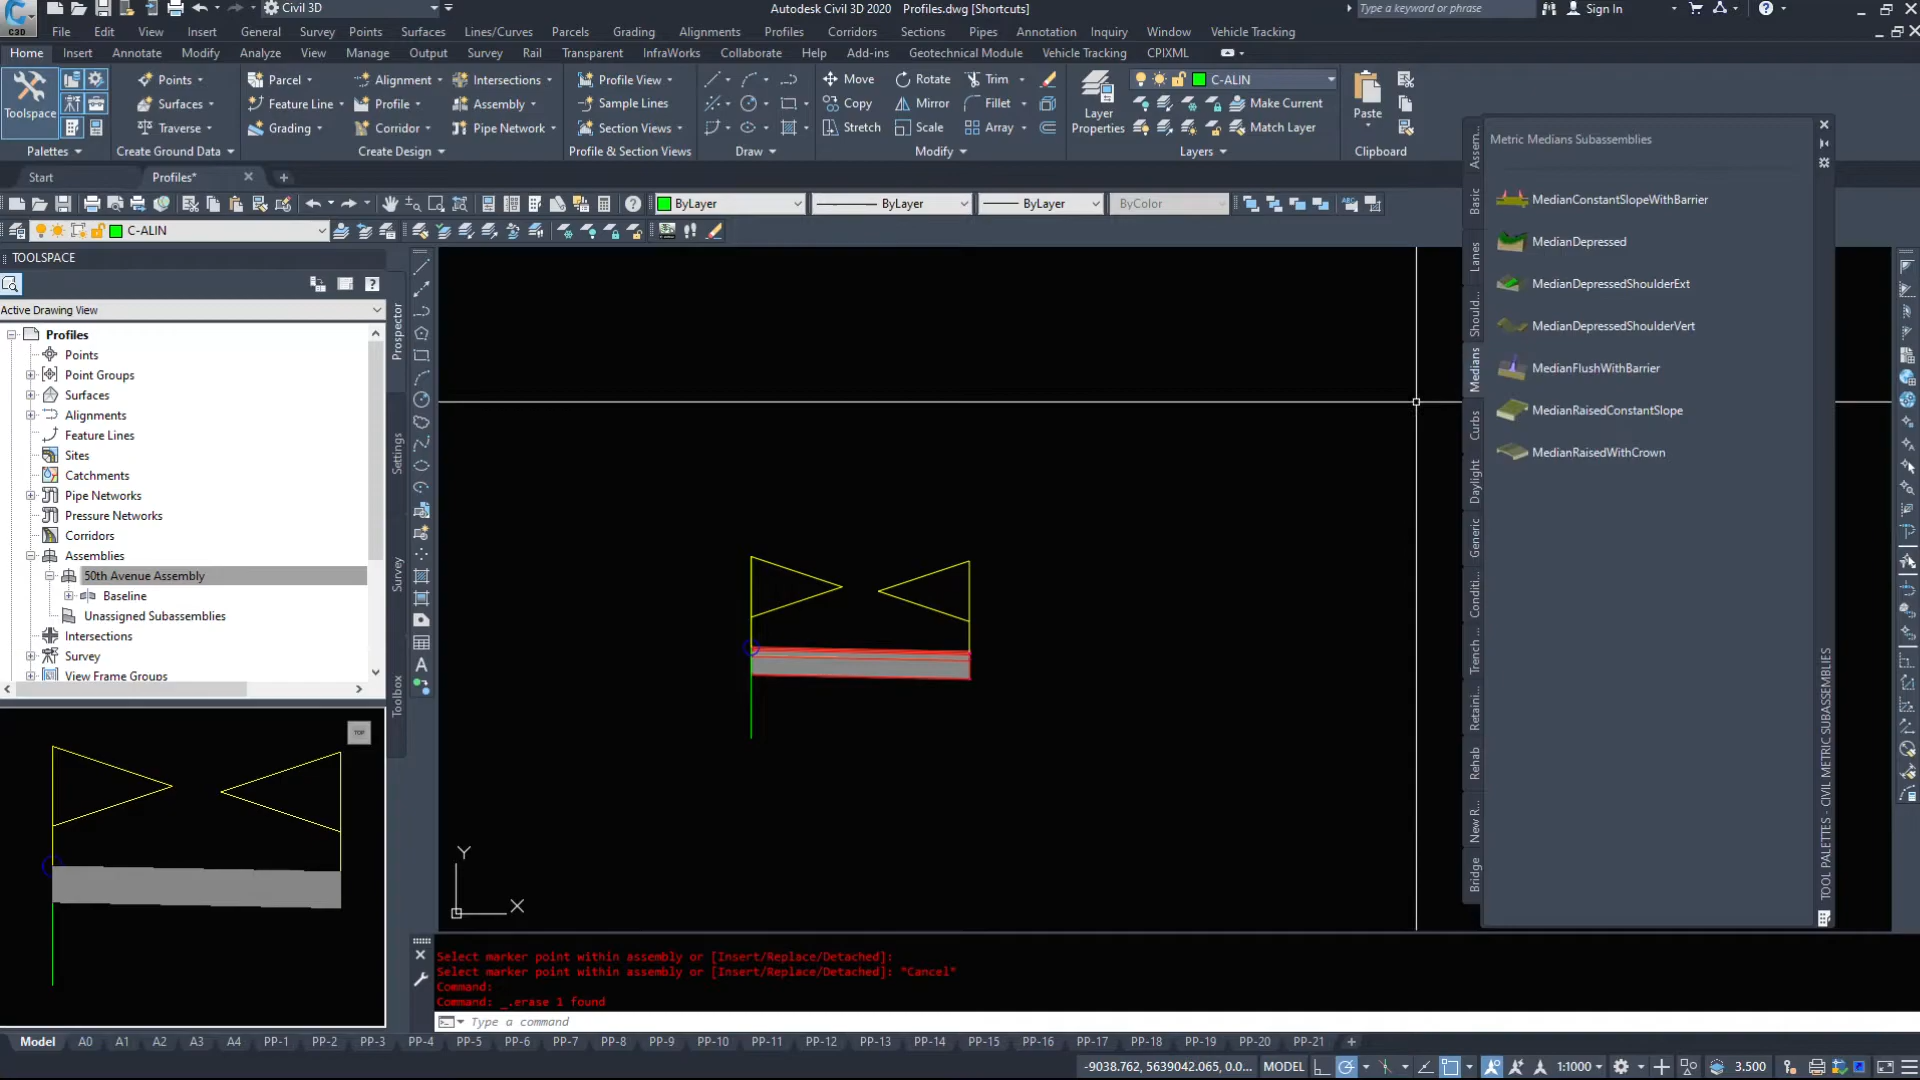 C3D
Civil 3D
Autodesk Civil 3D 2020 Profiles.dwg [Shortcuts]
Type a keyword or phrase
Sign In
File Edit View Insert General Survey Points Surfaces Lines/Curves Parcels Grading Alignments Profiles Corridors Sections Pipes Annotation Inquiry Window Vehicle Tracking
Home Insert Annotate Modify Analyze View Manage Output Survey Rail Transparent InfraWorks Collaborate Help Add-ins Geotechnical Module Vehicle Tracking CPIXML
Points Parcel Alignment Intersections Profile View Move Rotate Trim C-ALIN
Toolspace Surfaces Feature Line Profile Assembly Sample Lines Copy Mirror Fillet Layer Properties Make Current Paste
Traverse Grading Corridor Pipe Network Section Views Stretch Scale Array Match Layer
Palettes Create Ground Data Create Design Profile & Section Views Draw Modify Layers Clipboard
Start Profiles*
ByLayer ByLayer ByLayer ByColor
C-ALIN
TOOLSPACE
Active Drawing View
Profiles
Points
Point Groups
Surfaces
Alignments
Feature Lines
Sites
Catchments
Pipe Networks
Pressure Networks
Corridors
Assemblies
50th Avenue Assembly
Baseline
Unassigned Subassemblies
Intersections
Survey
View Frame Groups
Prospector
Settings
Survey
Toolbox
TOP
Y
X
Metric Medians Subassemblies
MedianConstantSlopeWithBarrier
MedianDepressed
MedianDepressedShoulderExt
MedianDepressedShoulderVert
MedianFlushWithBarrier
MedianRaisedConstantSlope
MedianRaisedWithCrown
Assem...
Basic
Lanes
Should...
Medians
Curbs
Daylight
Generic
Conditi...
Trench ...
Retaini...
Rehab
New R...
Bridge
TOOL PALETTES - CIVIL METRIC SUBASSEMBLIES
Select marker point within assembly or [Insert/Replace/Detached]:
Select marker point within assembly or [Insert/Replace/Detached]: *Cancel*
Command:
Command: _.erase 1 found
Type a command
Model A0 A1 A2 A3 A4 PP-1 PP-2 PP-3 PP-4 PP-5 PP-6 PP-7 PP-8 PP-9 PP-10 PP-11 PP-12 PP-13 PP-14 PP-15 PP-16 PP-17 PP-18 PP-19 PP-20 PP-21
-9038.762, 5639042.065, 0.0... MODEL 1:1000 3.500